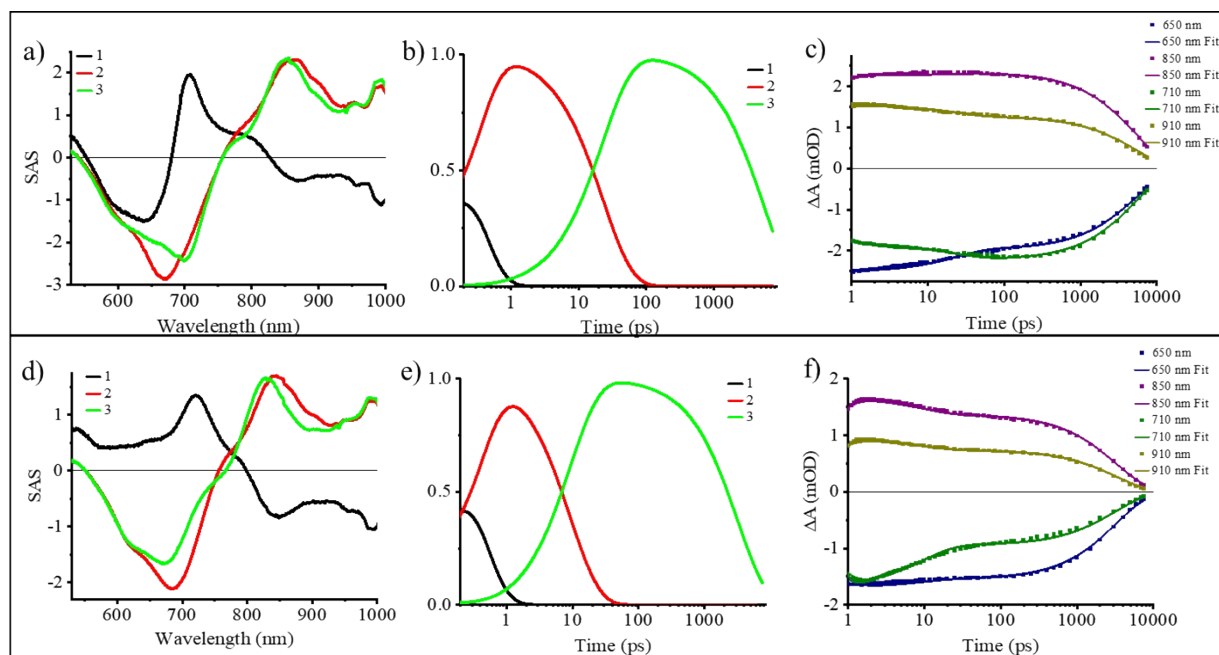 a)
1
2
3
2
1
0
-1
-2
-3
SAS
600 700 800 900 1000
Wavelength (nm)
b)
1
2
3
1.0
0.5
0.0
1 10 100 1000
Time (ps)
c)
650 nm
650 nm Fit
850 nm
850 nm Fit
710 nm
710 nm Fit
910 nm
910 nm Fit
2
1
0
-1
-2
ΔA (mOD)
1 10 100 1000 10000
Time (ps)
d)
1
2
3
1
0
-1
-2
SAS
600 700 800 900 1000
Wavelength (nm)
e)
1
2
3
1.0
0.5
0.0
1 10 100 1000
Time (ps)
f)
650 nm
650 nm Fit
850 nm
850 nm Fit
710 nm
710 nm Fit
910 nm
910 nm Fit
2
1
0
-1
-2
ΔA (mOD)
1 10 100 1000 10000
Time (ps)